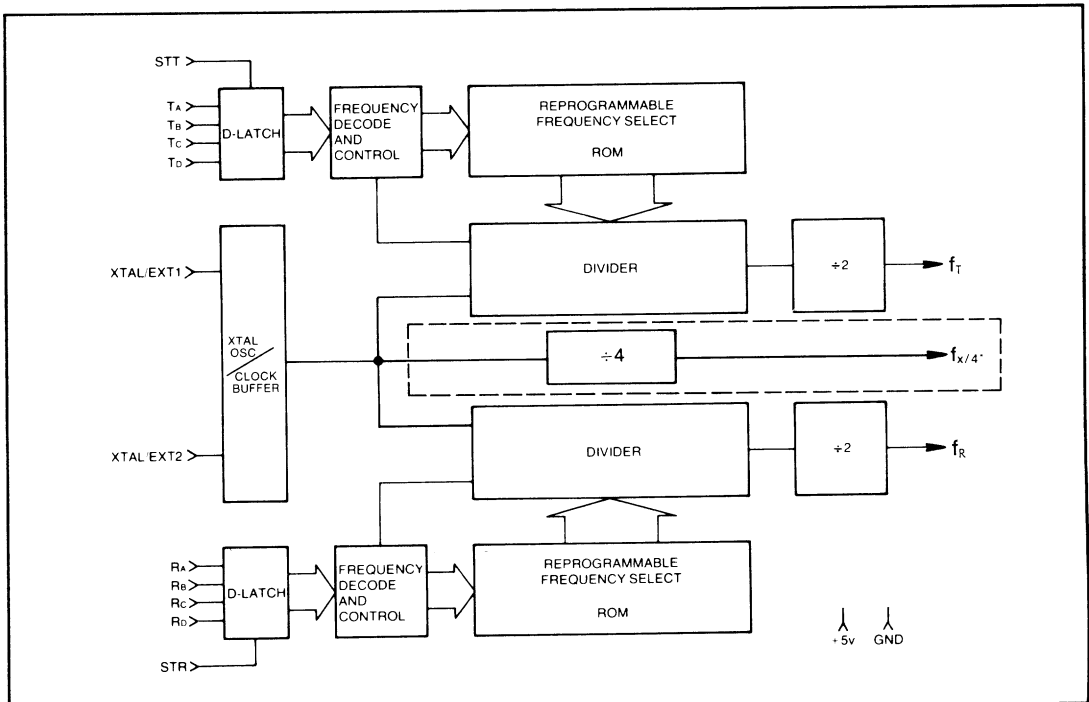 STT
TA
TB
TC
TD
D-LATCH
FREQUENCY
DECODE
AND
CONTROL
REPROGRAMMABLE
FREQUENCY SELECT
ROM
XTAL/EXT1
XTAL
OSC
CLOCK
BUFFER
DIVIDER
÷2
fT
÷4
fx/4*
XTAL/EXT2
DIVIDER
÷2
fR
RA
RB
RC
RD
D-LATCH
FREQUENCY
DECODE
AND
CONTROL
REPROGRAMMABLE
FREQUENCY SELECT
ROM
STR
+5v
GND